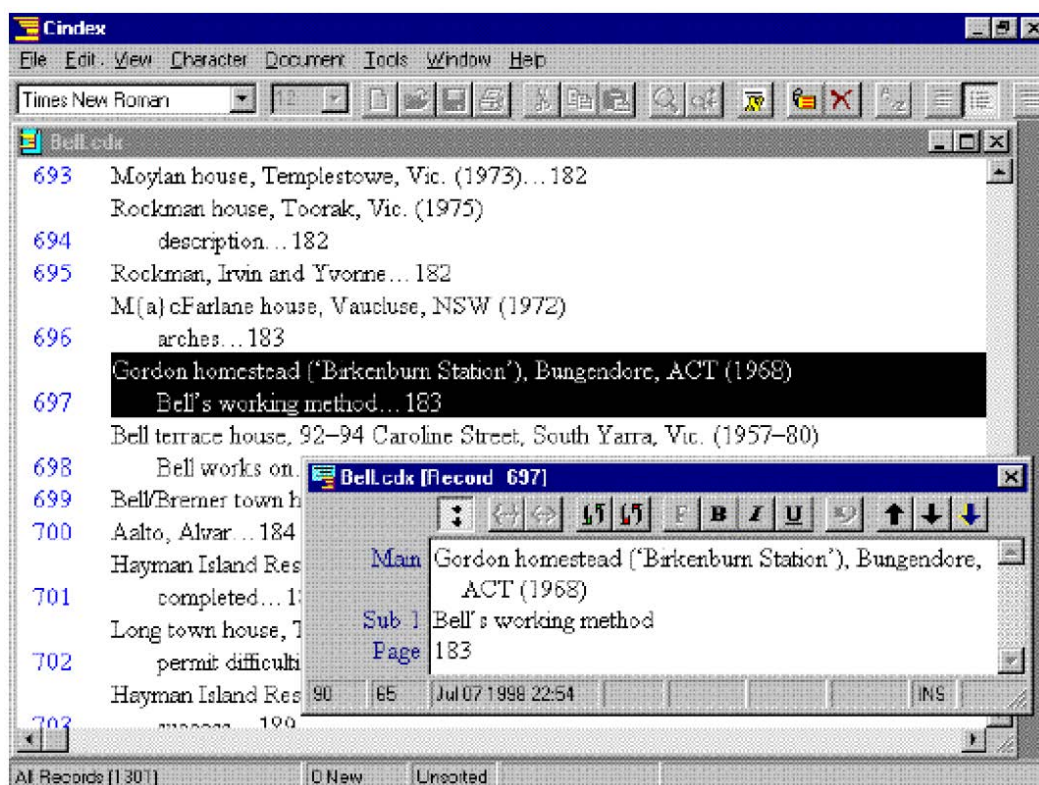 Cindex
File Edit View Character Document Tools Window Help
Times New Roman 12
Bell.cdx
693 Moylan house, Templestowe, Vic. (1973)…182
Rockman house, Toorak, Vic. (1975)
694 description…182
695 Rockman, Irvin and Yvonne…182
M{a}cFarlane house, Vaucluse, NSW (1972)
696 arches…183
Gordon homestead (‘Birkenburn Station’), Bungendore, ACT (1968)
697 Bell’s working method…183
Bell terrace house, 92–94 Caroline Street, South Yarra, Vic. (1957–80)
698 Bell works on
699 Bell/Bremer town h
700 Aalto, Alvar…184
Hayman Island Res
701 completed…1
Long town house, T
702 permit difficulti
Hayman Island Res
703 success…189
Bell.cdx [Record 697]
F B I U
Main Gordon homestead (‘Birkenburn Station’), Bungendore,
ACT (1968)
Sub 1 Bell’s working method
Page 183
90 65 Jul 07 1998 22:54 INS
All Records [1301] 0 New Unsorted